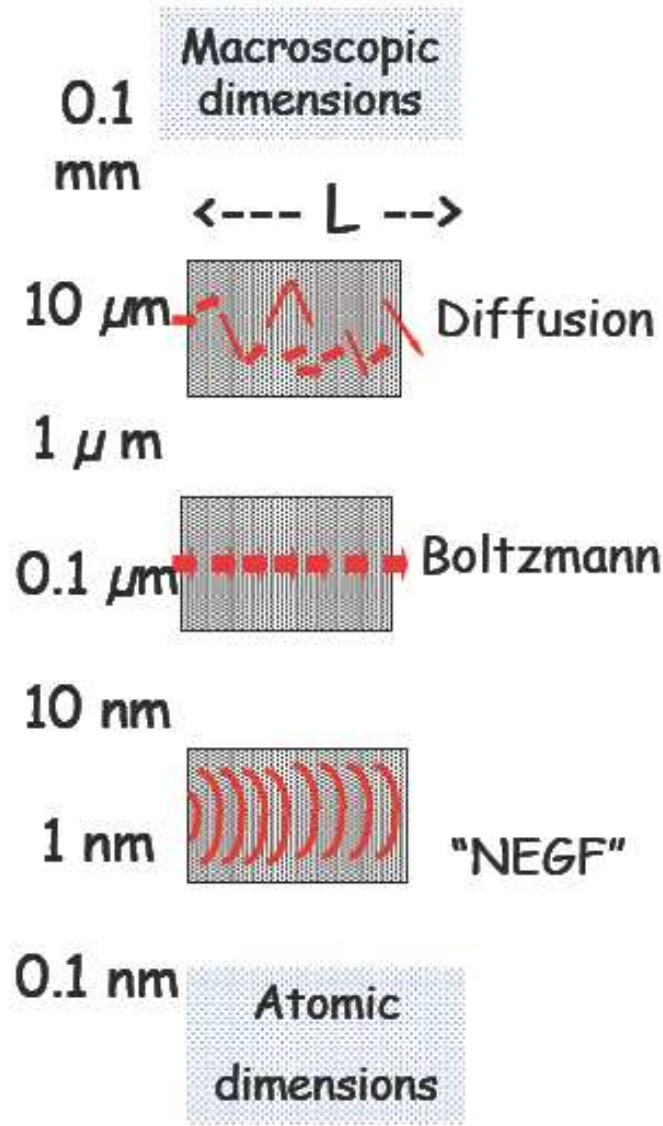 Macroscopic
dimensions
0.1
mm
<--- L -->
10 μm
Diffusion
1 μ m
0.1 μm
Boltzmann
10 nm
1 nm
“NEGF”
0.1 nm
Atomic
dimensions